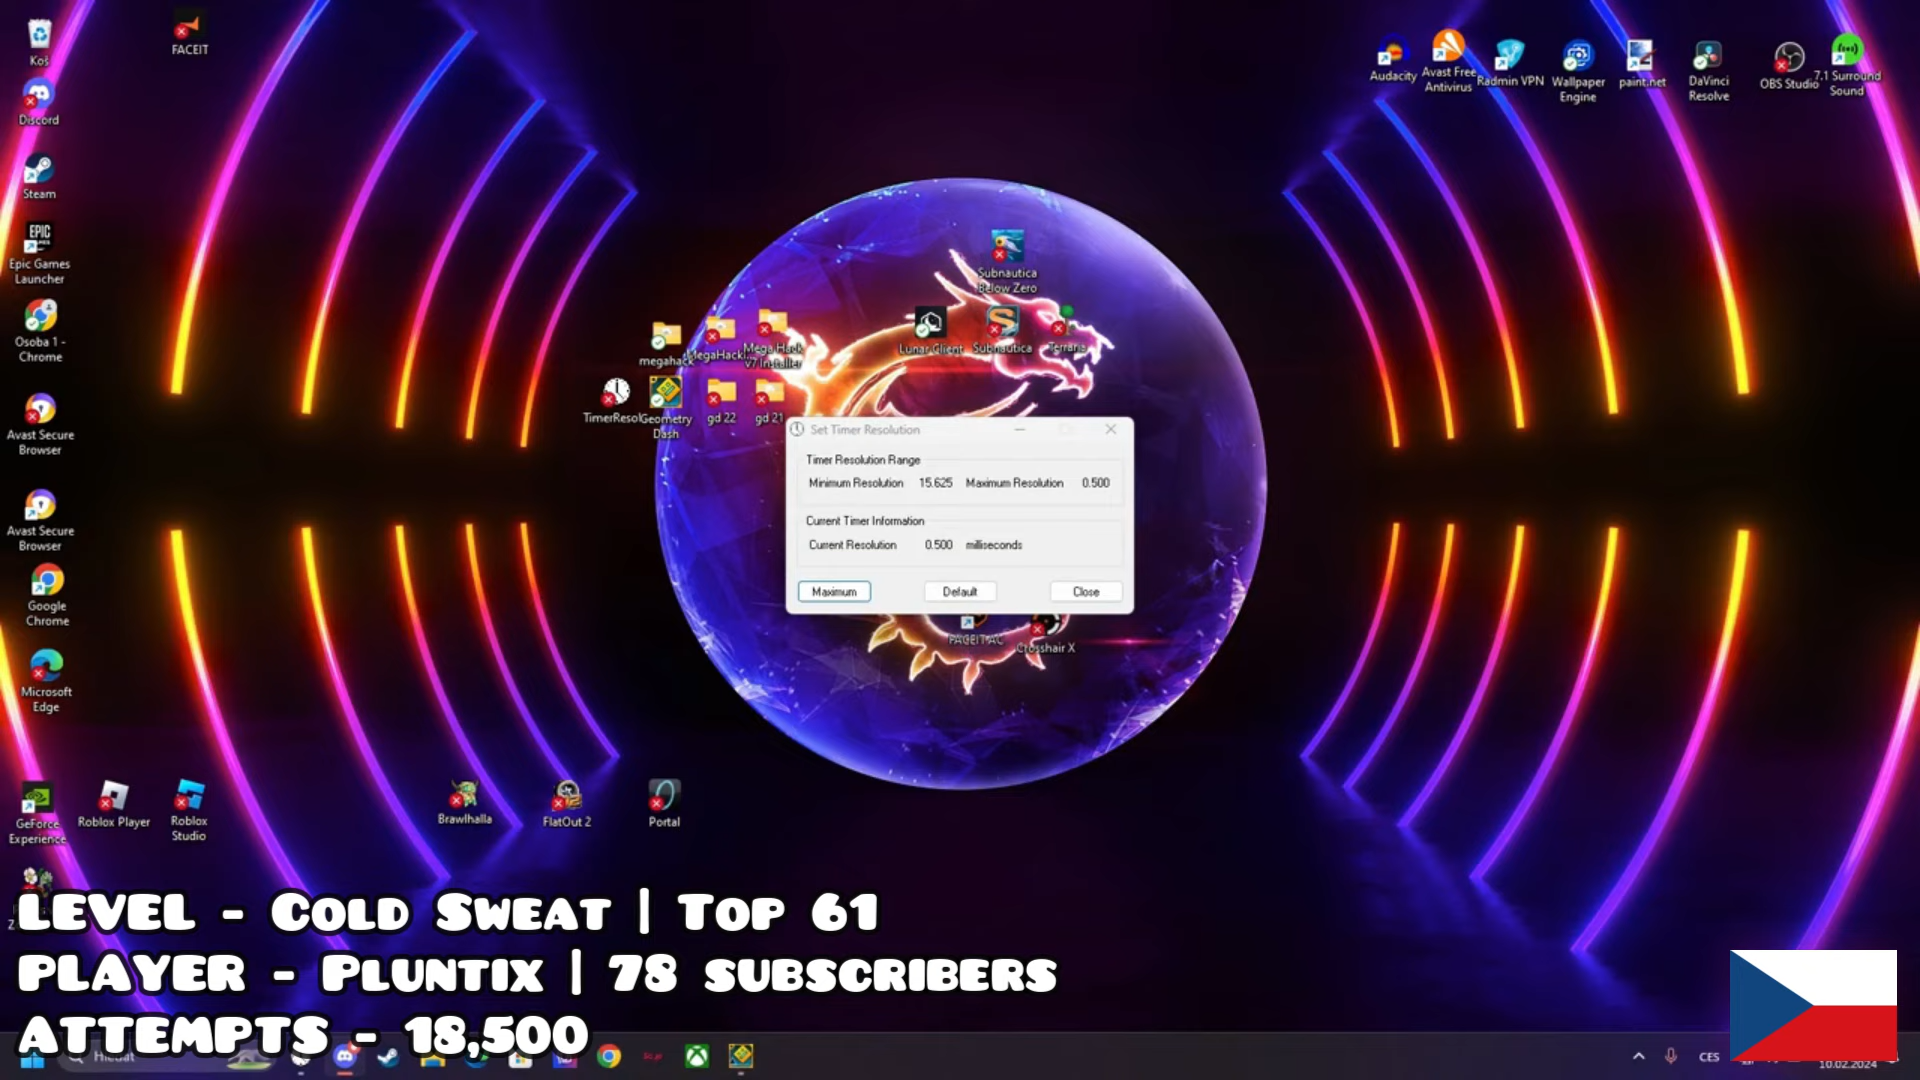 Koš
FACEIT
Discord
Steam
Epic Games
Launcher
Osoba 1 -
Chrome
Avast Secure
Browser
Avast Secure
Browser
Google
Chrome
Microsoft
Edge
GeForce
Experience
Roblox Player
Roblox
Studio
Brawlhalla
FlatOut 2
Portal
Audacity
Avast Free
Antivirus
Radmin VPN
Wallpaper
Engine
paint.net
DaVinci
Resolve
OBS Studio
7.1 Surround
Sound
Subnautica
Below Zero
Lunar Client
Subnautica
Terraria
megahack
MegaHack
Mega Hack
v7 Installer
TimerResol
Geometry
Dash
gd 22
gd 21
Set Timer Resolution
Timer Resolution Range
Minimum Resolution 15.625 Maximum Resolution 0.500
Current Timer Information
Current Resolution 0.500 milliseconds
Maximum Default Close
FACEIT AC
Crosshair X
LEVEL - Cold Sweat | Top 61
PLAYER - Pluntix | 78 subscribers
ATTEMPTS - 18,500
CES
10.02.2024